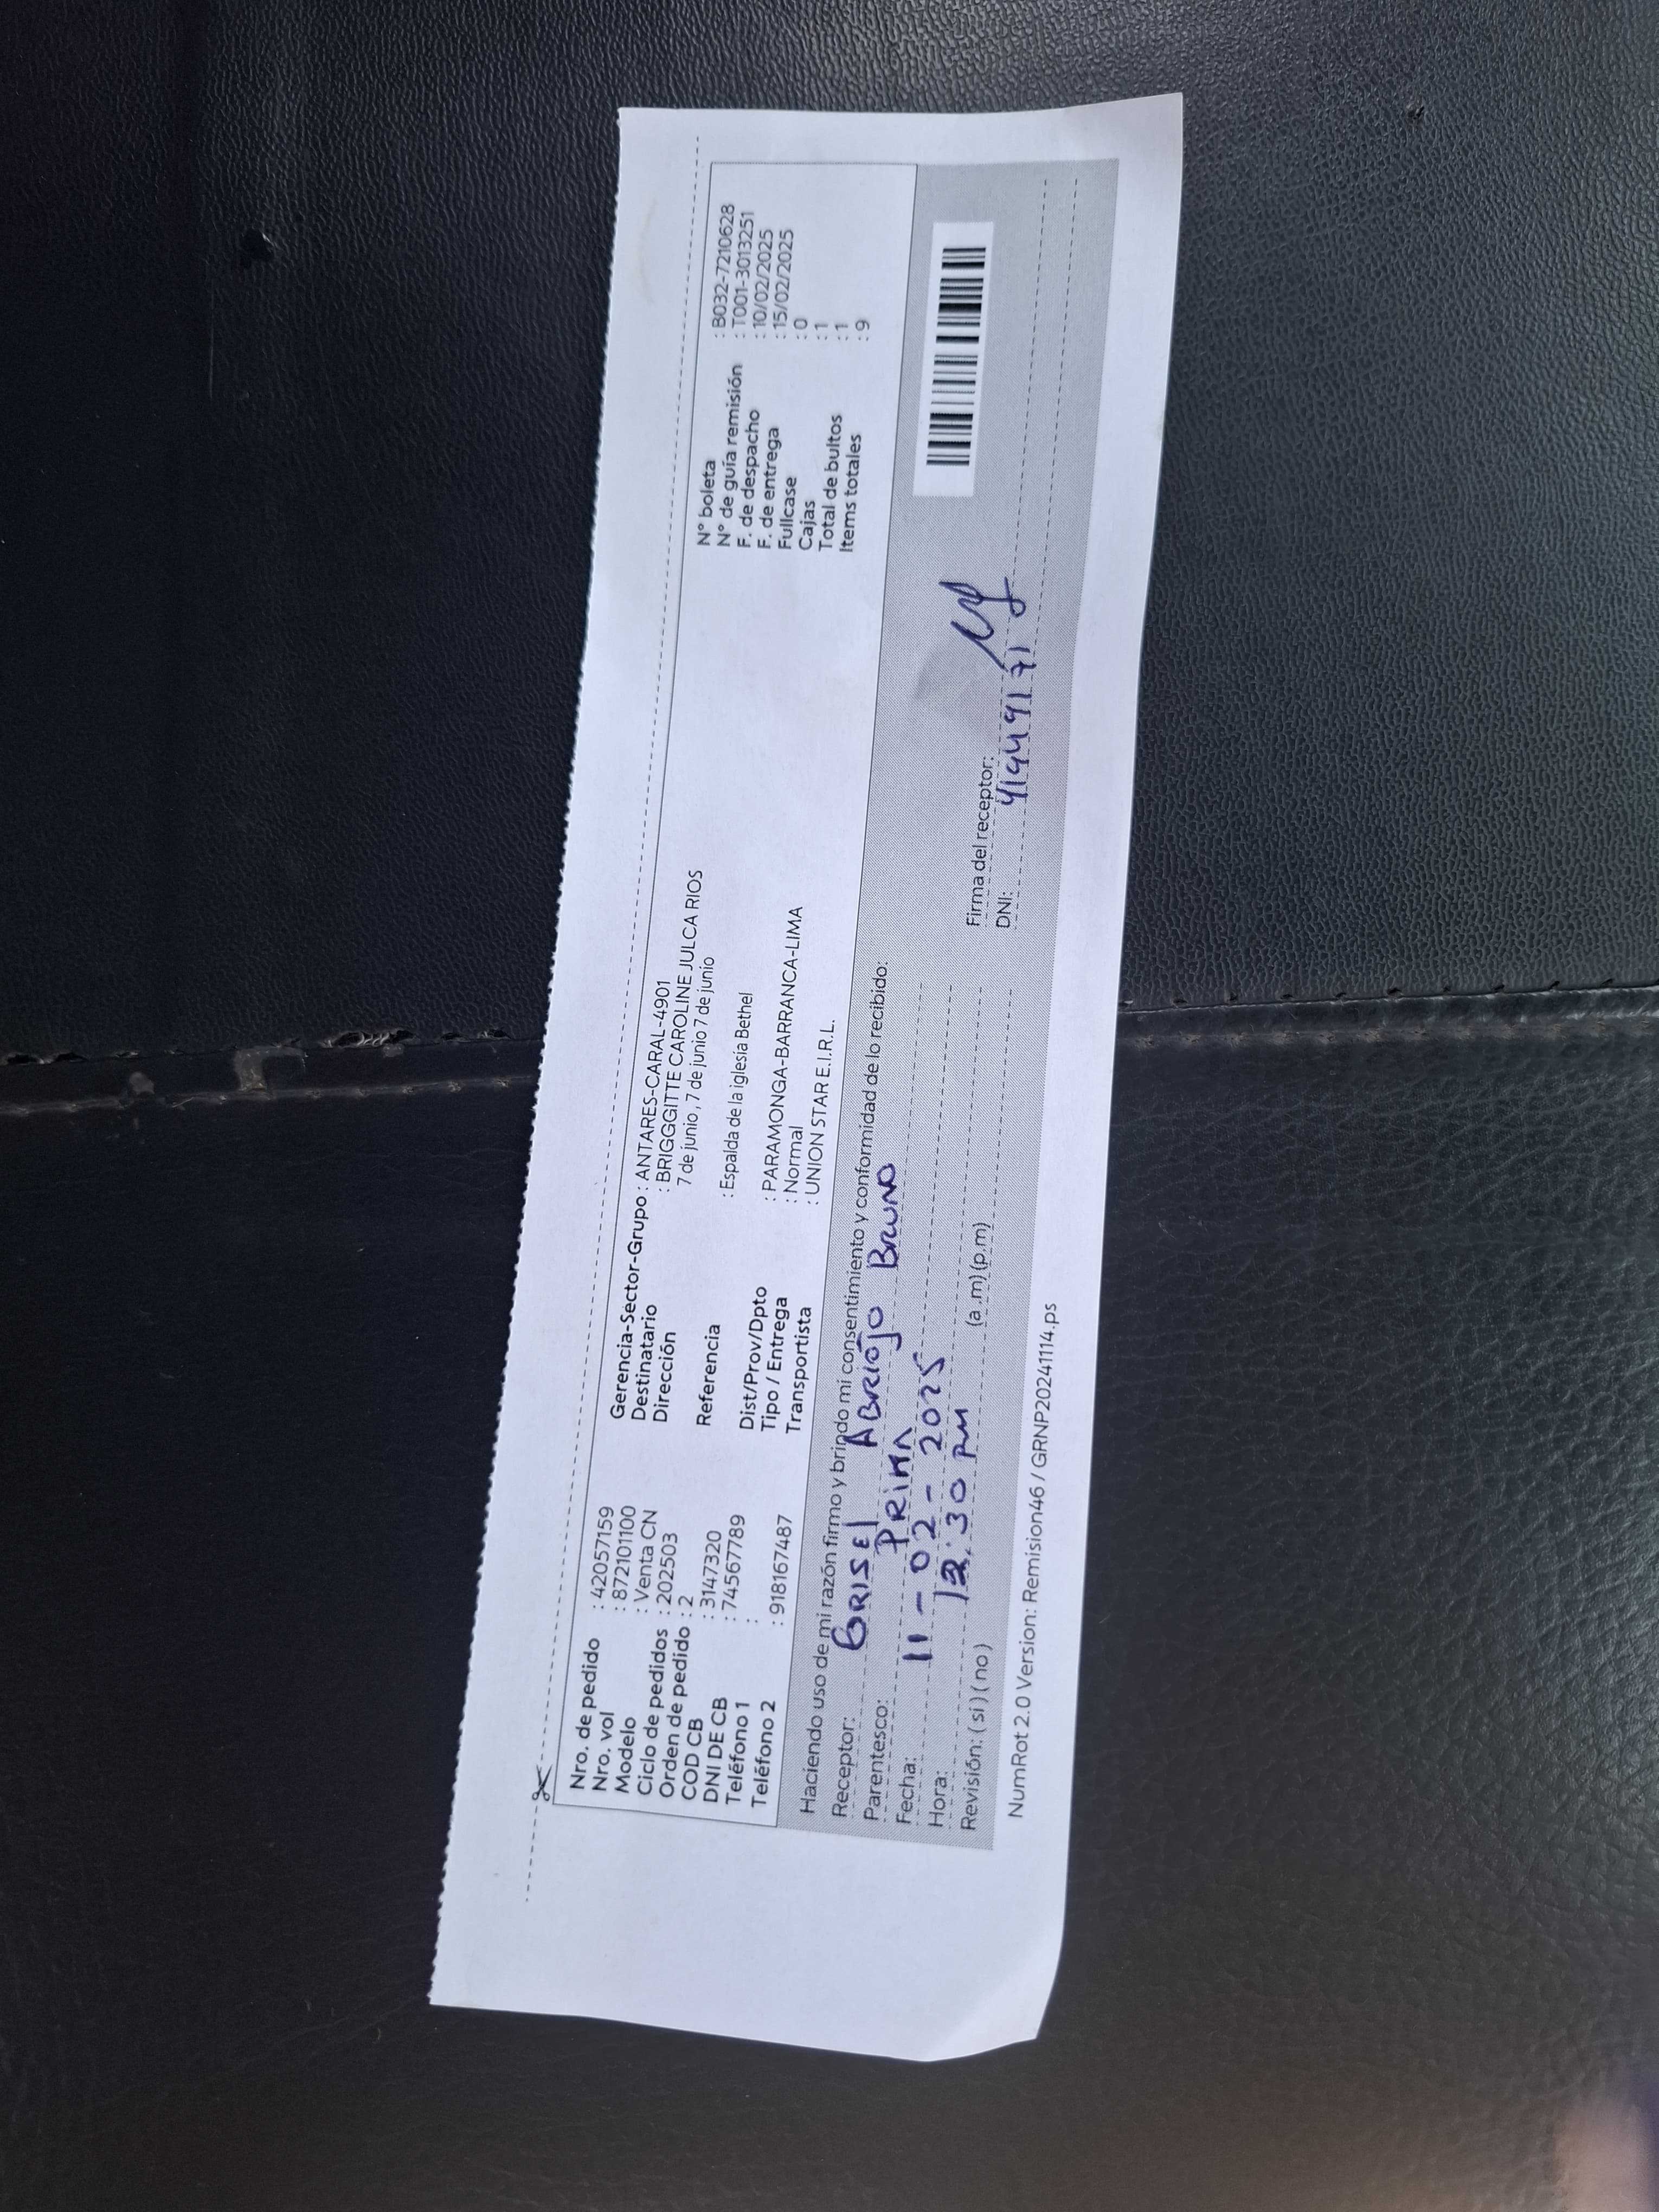 Nro. de pedido : 42057159
Nro. vol : 872101100
Modelo : Venta CN
Ciclo de pedidos : 202503
Orden de pedido : 2
COD CB : 3147320
DNI DE CB : 74567789
Teléfono 1 :
Teléfono 2 : 918167487
Gerencia-Sector-Grupo : ANTARES-CARAL-4901
Destinatario : BRIGGGITTE CAROLINE JULCA RIOS
Dirección 7 de junio , 7 de junio 7 de junio
Referencia : Espalda de la iglesia Bethel
Dist/Prov/Dpto : PARAMONGA-BARRANCA-LIMA
Tipo / Entrega : Normal
Transportista : UNION STAR E.I.R.L.
N° boleta : B032-7210628
N° de guía remisión : T001-3013251
F. de despacho : 10/02/2025
F. de entrega : 15/02/2025
Fullcase : 0
Cajas : 1
Total de bultos : 1
Items totales : 9
Haciendo uso de mi razón firmo y brindo mi consentimiento y conformidad de lo recibido:
Receptor: GRISEl ABRIOJO BRUNO
Parentesco: PRIMA
Fecha: 11-02-2025
Hora: 12:30 PM (a .m) (p.m)
Revisión: ( si ) ( no )
Firma del receptor:
DNI: 41949171
NumRot 2.0 Version: Remision46 / GRNP20241114.ps